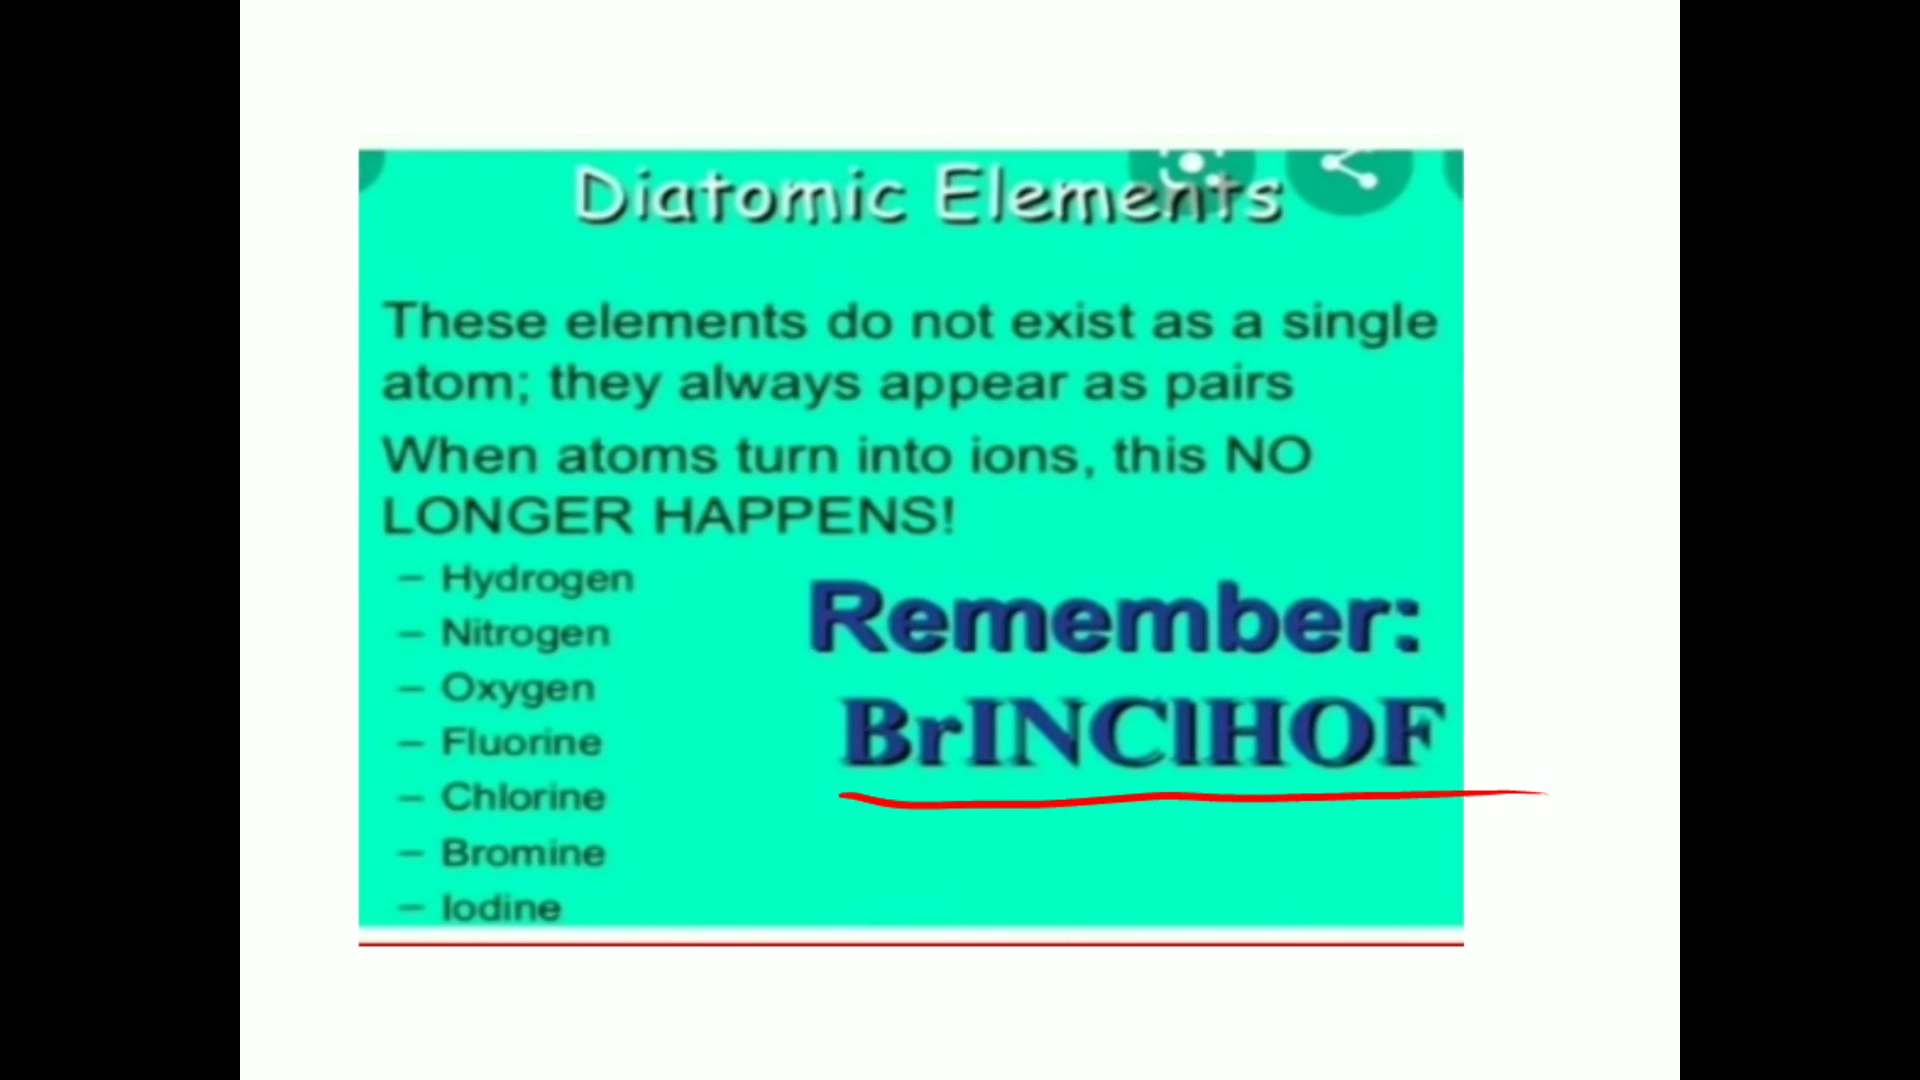 Diatomic Elements
These elements do not exist as a single
atom; they always appear as pairs
When atoms turn into ions, this NO
LONGER HAPPENS!
– Hydrogen
– Nitrogen
– Oxygen
– Fluorine
– Chlorine
– Bromine
– Iodine
Remember:
BrINClHOF